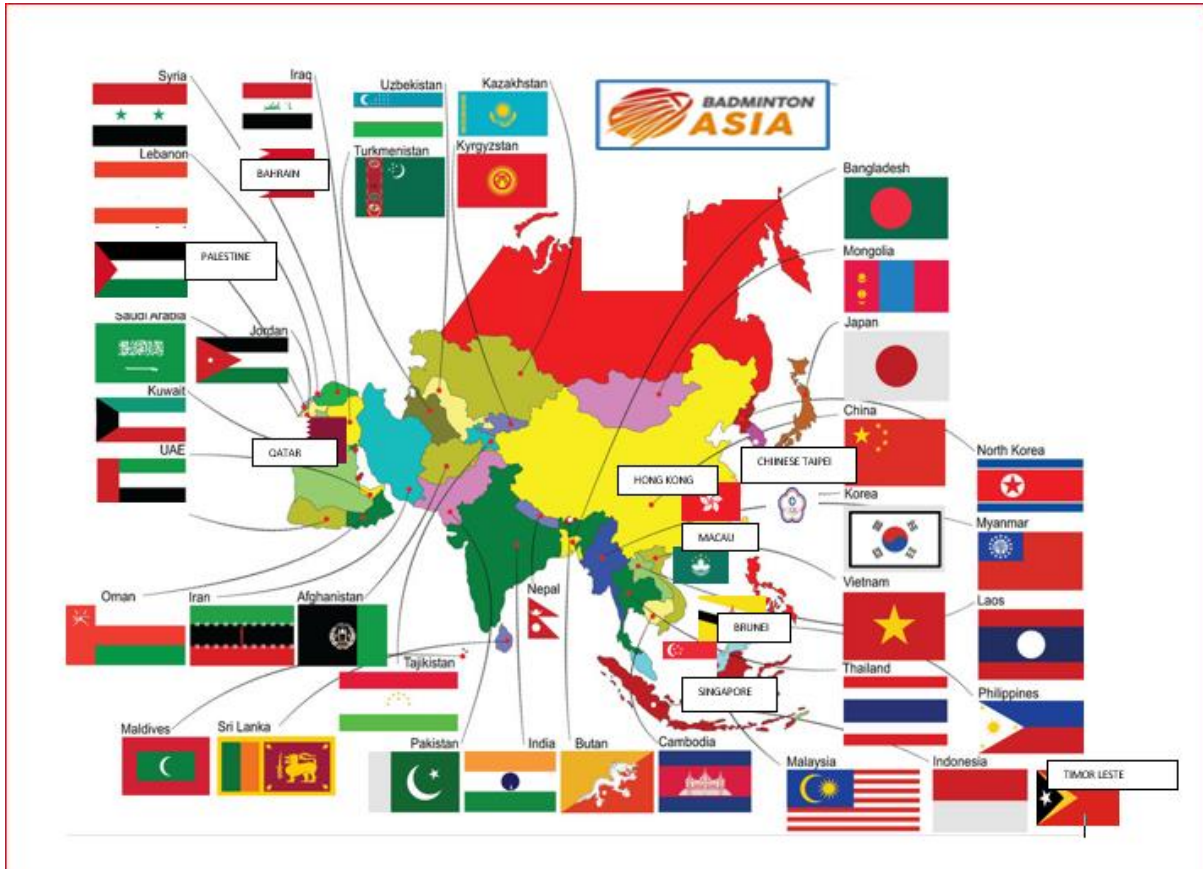 Syria
Iraq
Uzbekistan
Kazakhstan
BADMINTON
ASIA
Lebanon
BAHRAIN
Turkmenistan
Kyrgyzstan
Bangladesh
PALESTINE
Mongolia
Saudi Arabia
Jordan
Japan
Kuwait
China
UAE
QATAR
CHIINESE TAIPEI
North Korea
HONG KONG
Korea
Myanmar
MACAU
Vietnam
Laos
Oman
Iran
Afghanistan
Nepal
BRUNEI
Tajikistan
Thailand
SINGAPORE
Philippines
Maldives
Sri Lanka
Pakistan
India
Butan
Cambodia
Malaysia
Indonesia
TIMOR LESTE